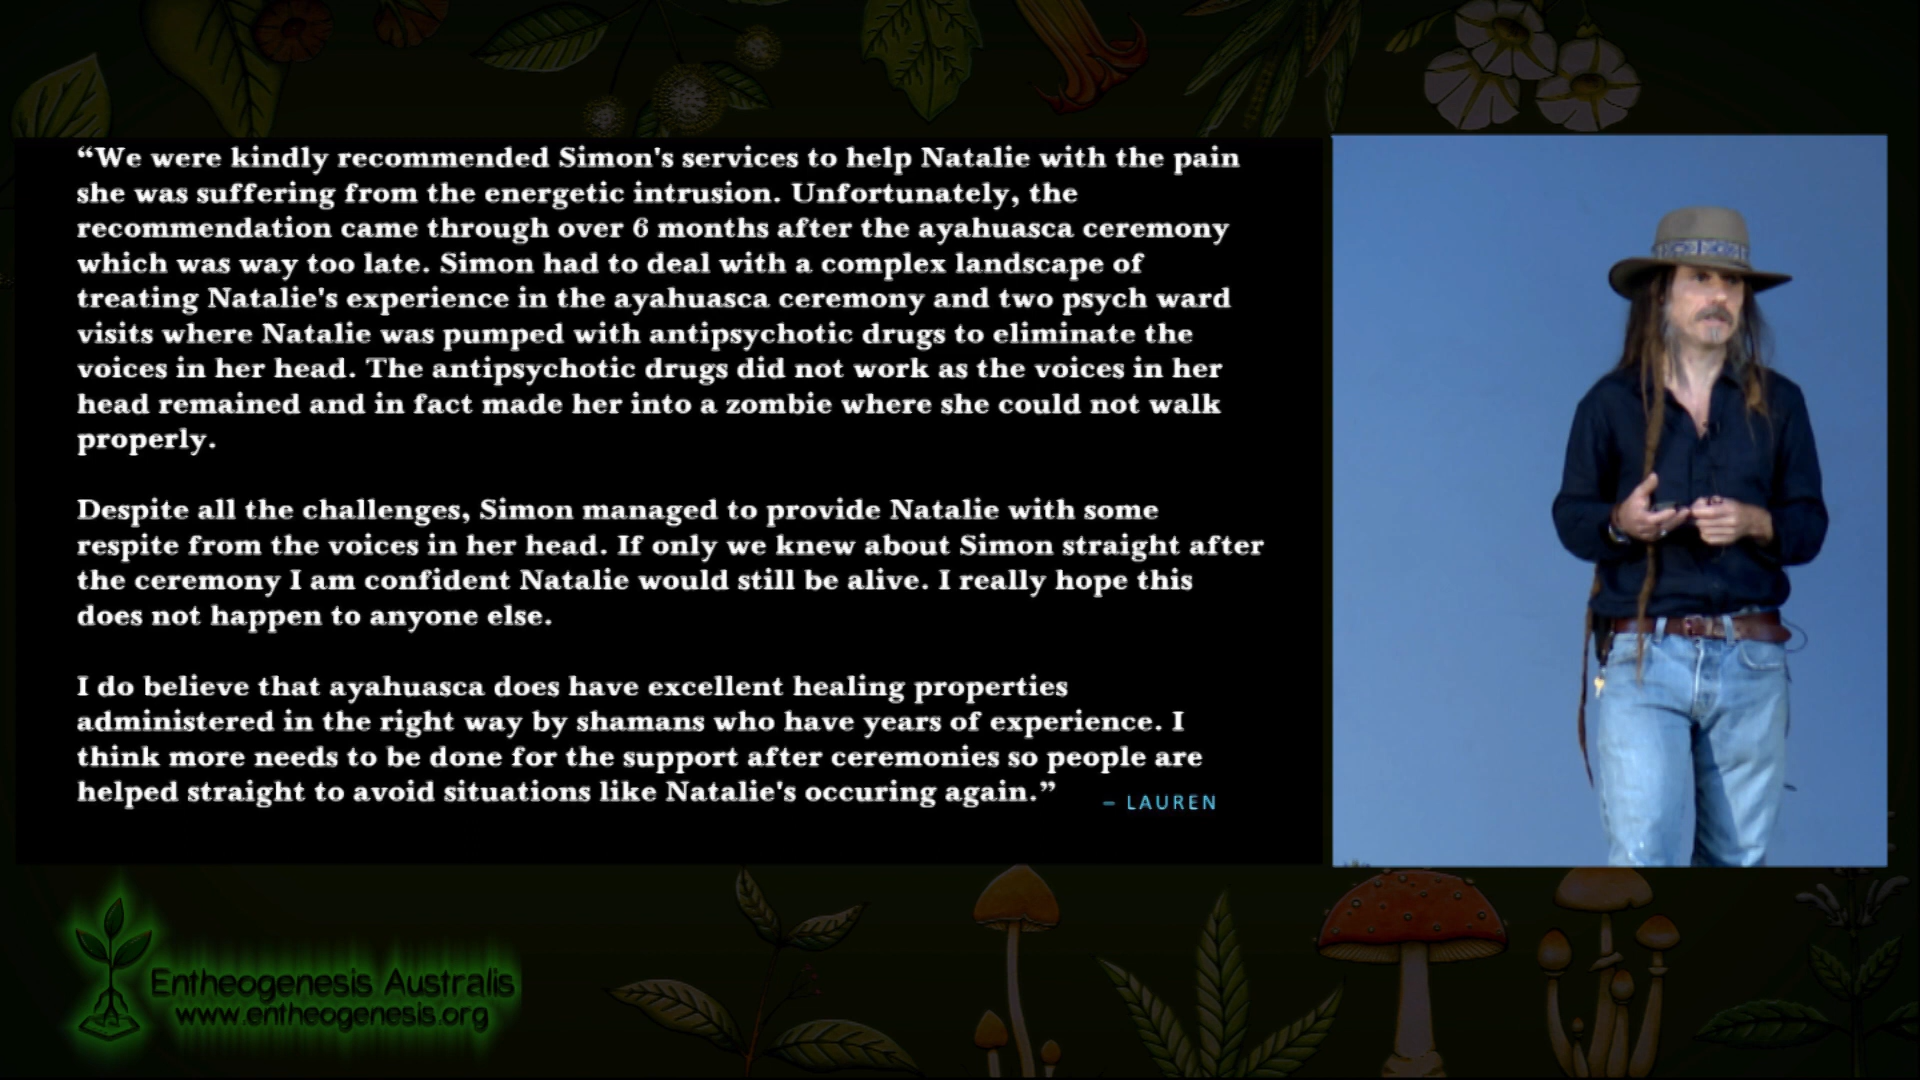 “We were kindly recommended Simon's services to help Natalie with the pain
she was suffering from the energetic intrusion. Unfortunately, the
recommendation came through over 6 months after the ayahuasca ceremony
which was way too late. Simon had to deal with a complex landscape of
treating Natalie's experience in the ayahuasca ceremony and two psych ward
visits where Natalie was pumped with antipsychotic drugs to eliminate the
voices in her head. The antipsychotic drugs did not work as the voices in her
head remained and in fact made her into a zombie where she could not walk
properly.
Despite all the challenges, Simon managed to provide Natalie with some
respite from the voices in her head. If only we knew about Simon straight after
the ceremony I am confident Natalie would still be alive. I really hope this
does not happen to anyone else.
I do believe that ayahuasca does have excellent healing properties
administered in the right way by shamans who have years of experience. I
think more needs to be done for the support after ceremonies so people are
helped straight to avoid situations like Natalie's occuring again.”
– LAUREN
Entheogenesis Australis
www.entheogenesis.org